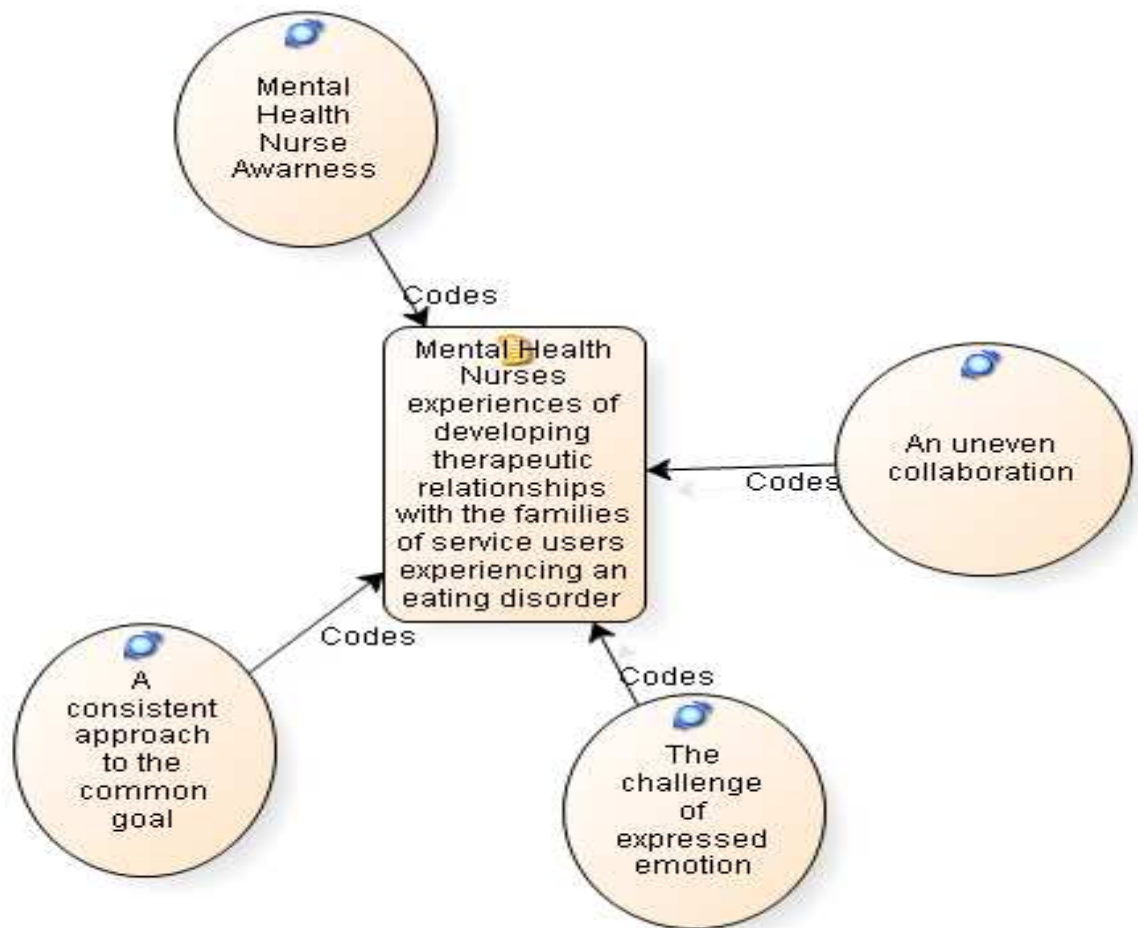 Mental
Health
Nurse
Awarness
Codes
Mental Health
Nurses
experiences of
developing
therapeutic
relationships
with the families
of service users
experiencing an
eating disorder
An uneven
collaboration
Codes
A
consistent
approach
to the
common
goal
Codes
The
challenge
of
expressed
emotion
Codes